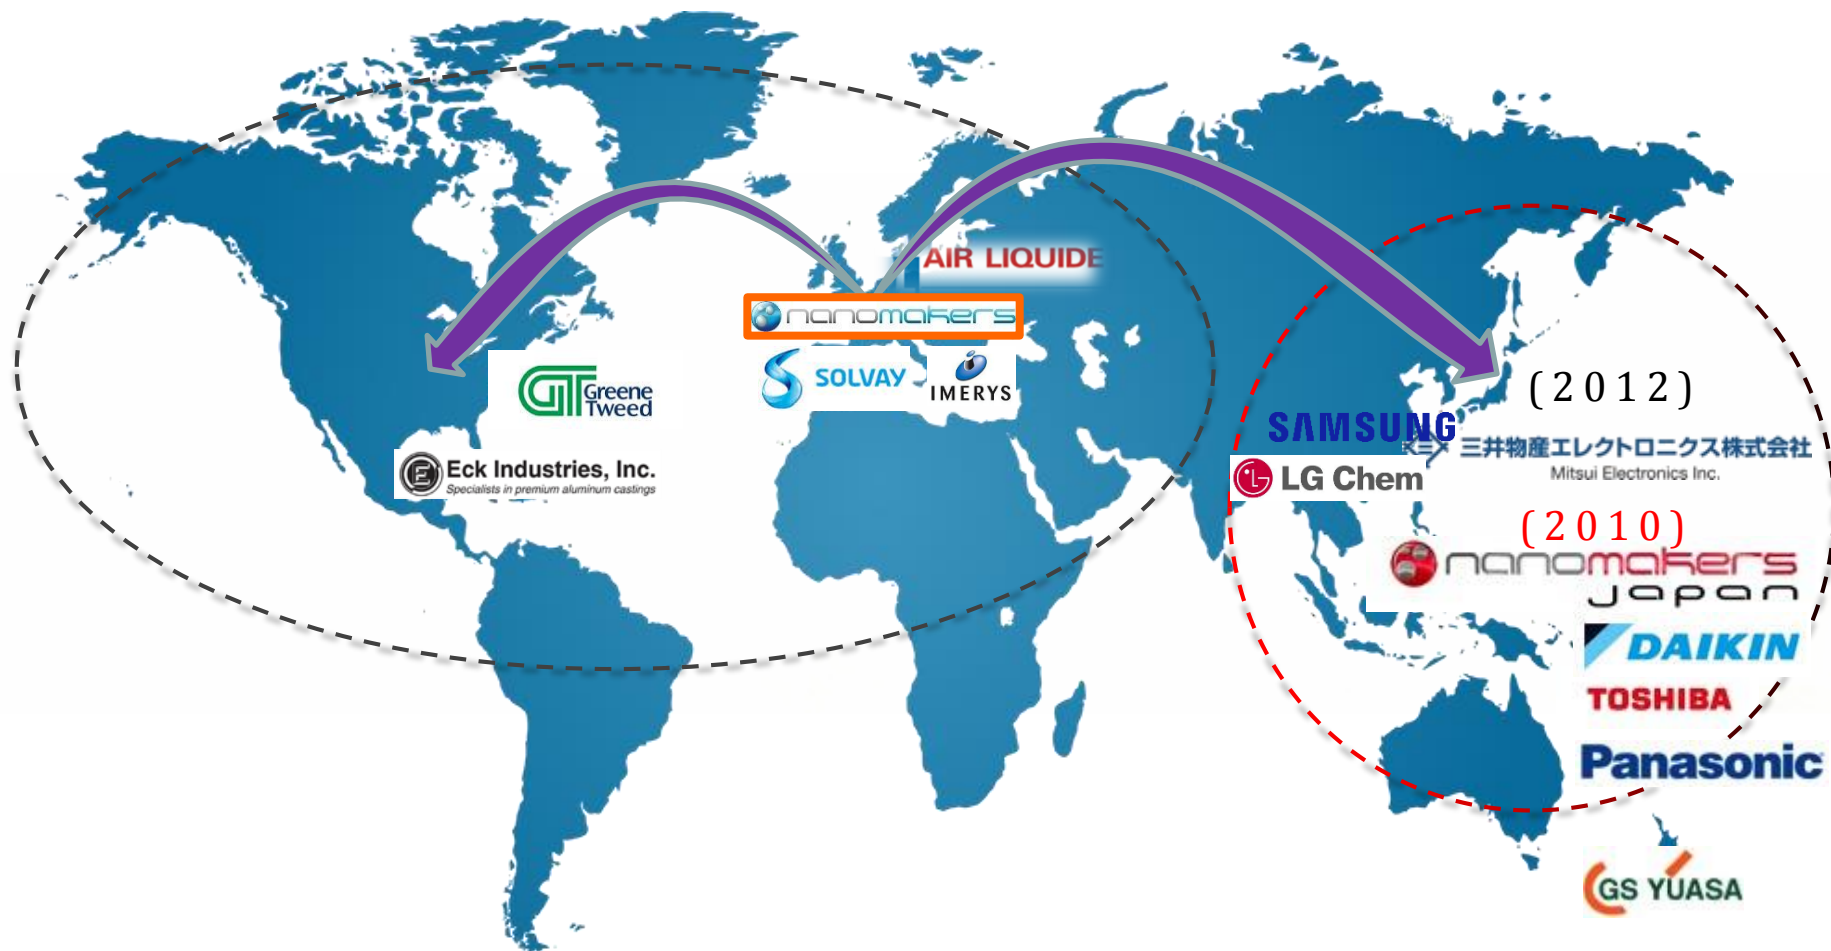 AIR LIQUIDE
nanomakers
SOLVAY
IMERYS
GT Greene
Tweed
E Eck Industries, Inc.
Specialists in premium aluminum castings
(2012)
SAMSUNG
三井物産エレクトロニクス株式会社
Mitsui Electronics Inc.
LG Chem
(2010)
nanomakers
japan
DAIKIN
TOSHIBA
Panasonic
GS YUASA